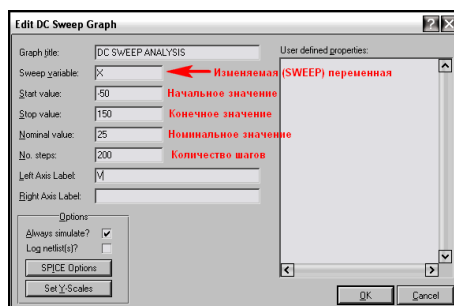 Edit DC Sweep Graph
Graph title: DC SWEEP ANALYSIS
User defined properties:
Sweep variable: X
Изменяемая (SWEEP) переменная
Start value: -50 Начальное значение
Stop value: 150 Конечное значение
Nominal value: 25 Номинальное значение
No. steps: 200 Количество шагов
Left Axis Label: V
Right Axis Label:
Options
Always simulate?
Log netlist(s)?
SPICE Options
Set Y-Scales
OK Cancel